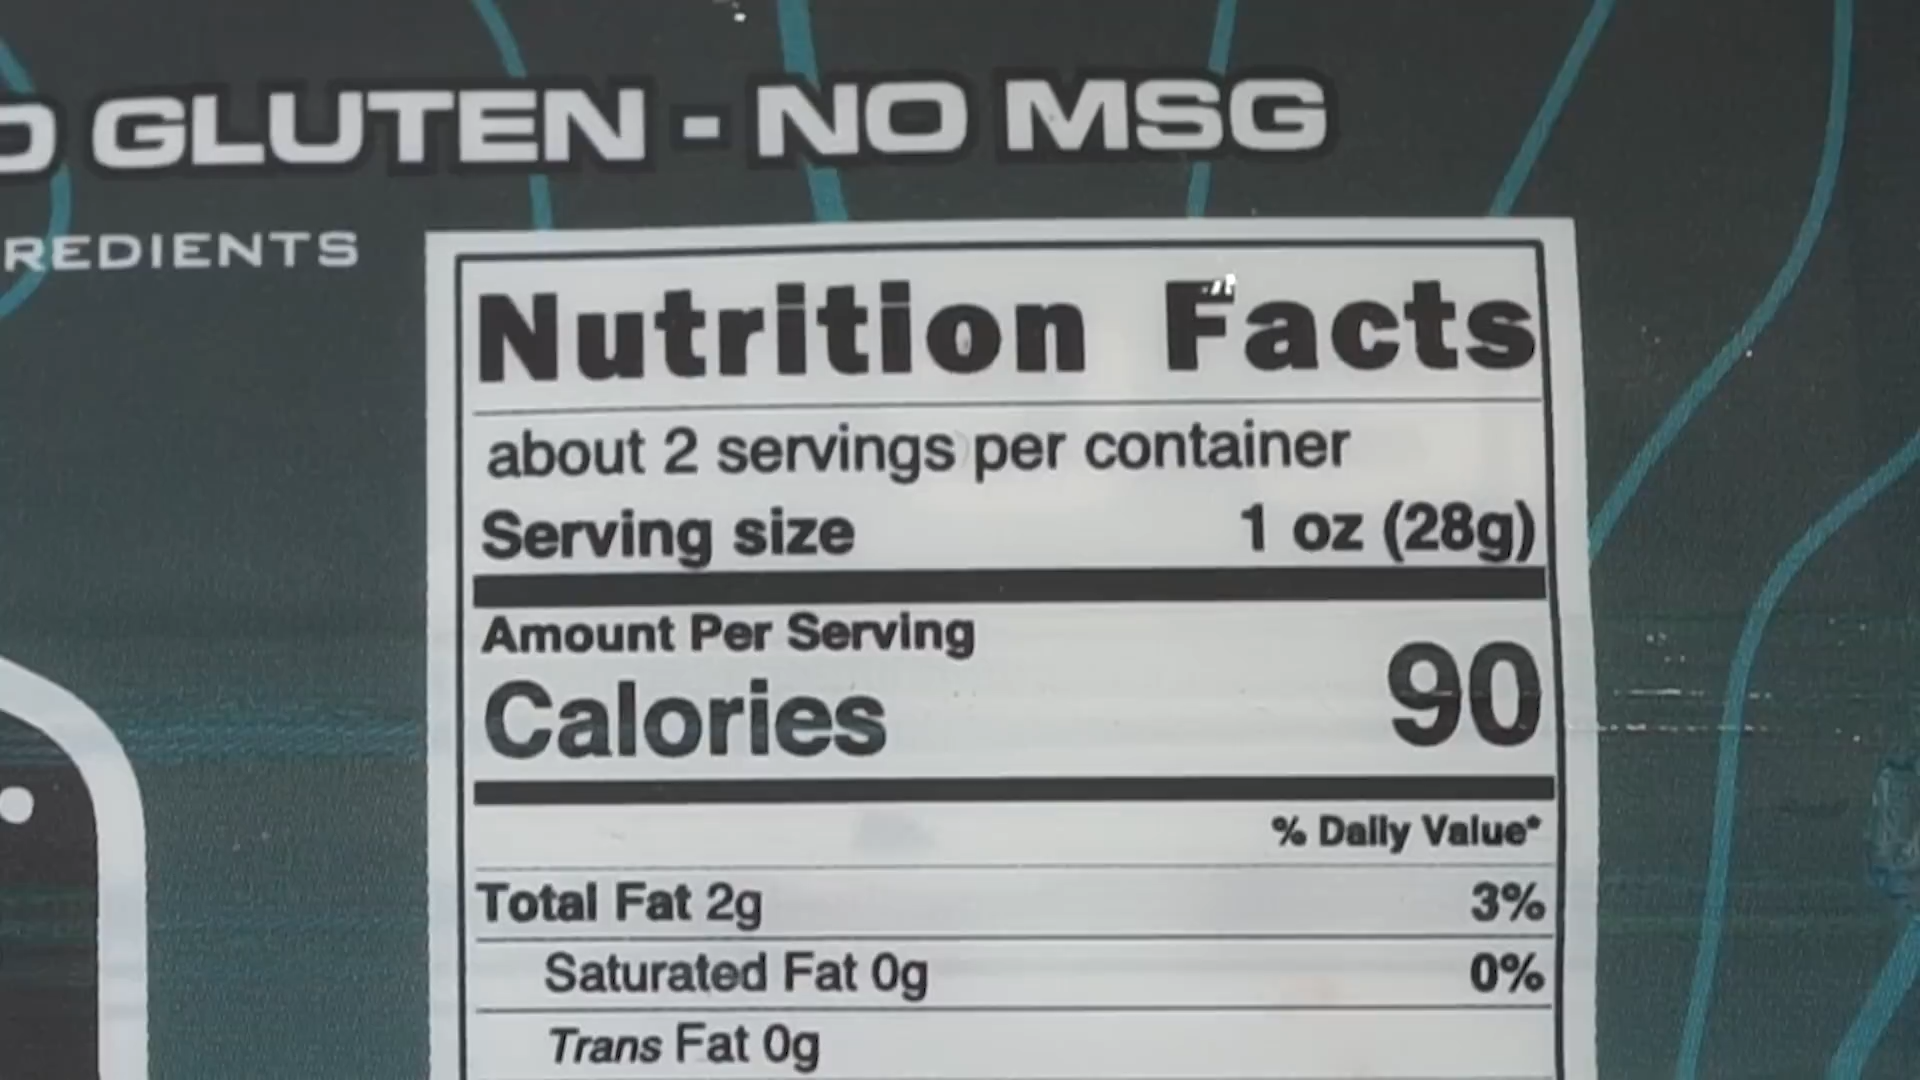 GLUTEN - NO MSG
REDIENTS
Nutrition Facts
about 2 servings per container
Serving size 1 oz (28g)
Amount Per Serving
Calories 90
% Daily Value*
Total Fat 2g 3%
Saturated Fat 0g 0%
Trans Fat 0g